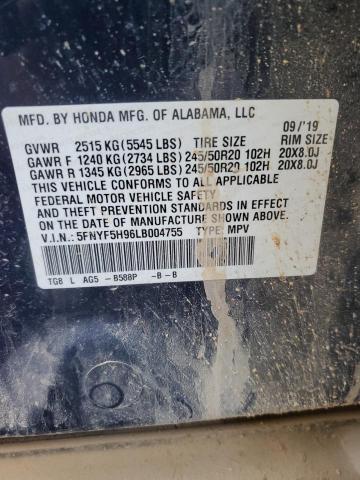 MFD. BY HONDA MFG. OF ALABAMA, LLC
09/'19
GVWR 2515 KG (5545 LBS) TIRE SIZE RIM SIZE
GAWR F 1240 KG (2734 LBS) 245/50R20 102H 20X8.0J
GAWR R 1345 KG (2965 LBS) 245/50R20 102H 20X8.0J
THIS VEHICLE CONFORMS TO ALL APPLICABLE
FEDERAL MOTOR VEHICLE SAFETY
AND THEFT PREVENTION STANDARDS IN EFFECT
ON THE DATE OF MANUFACTURE SHOWN ABOVE.
V.I.N.: 5FNYF5H96LB004755 TYPE: MPV
TG8 L AG5 -B588P -B-B